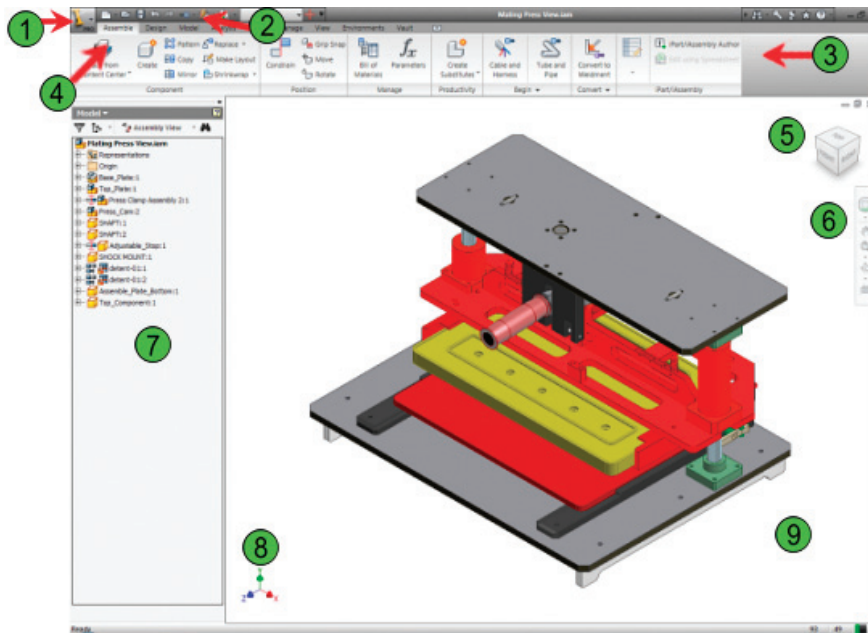 1
2
Mating Press View.iam
PRO
Assemble Design Model View Environments Vault
3
Pattern Replace Grip Snap iPart/Assembly Author
Create Copy Make Layout Constrain Move Bill of Materials Parameters Create Substitutes Cable and Harness Tube and Pipe Convert to Weldment Edit using Spreadsheet
Content Center Mirror Shrinkwrap Rotate
4
Component Position Manage Productivity Begin Convert iPart/Assembly
Model
Assembly View
5
Mating Press View.iam
Representations
Origin
Base_Plate:1
Top_Plate:1
Press Clamp Assembly 2:1
Press_Cam:2
SHAFT:1
SHAFT:2
Adjustable_Stop:1
SHOCK MOUNT:1
detent-01:1
detent-01:2
Assemble_Plate_Bottom:1
Top_Component:1
6
7
8
9
Z X
Ready